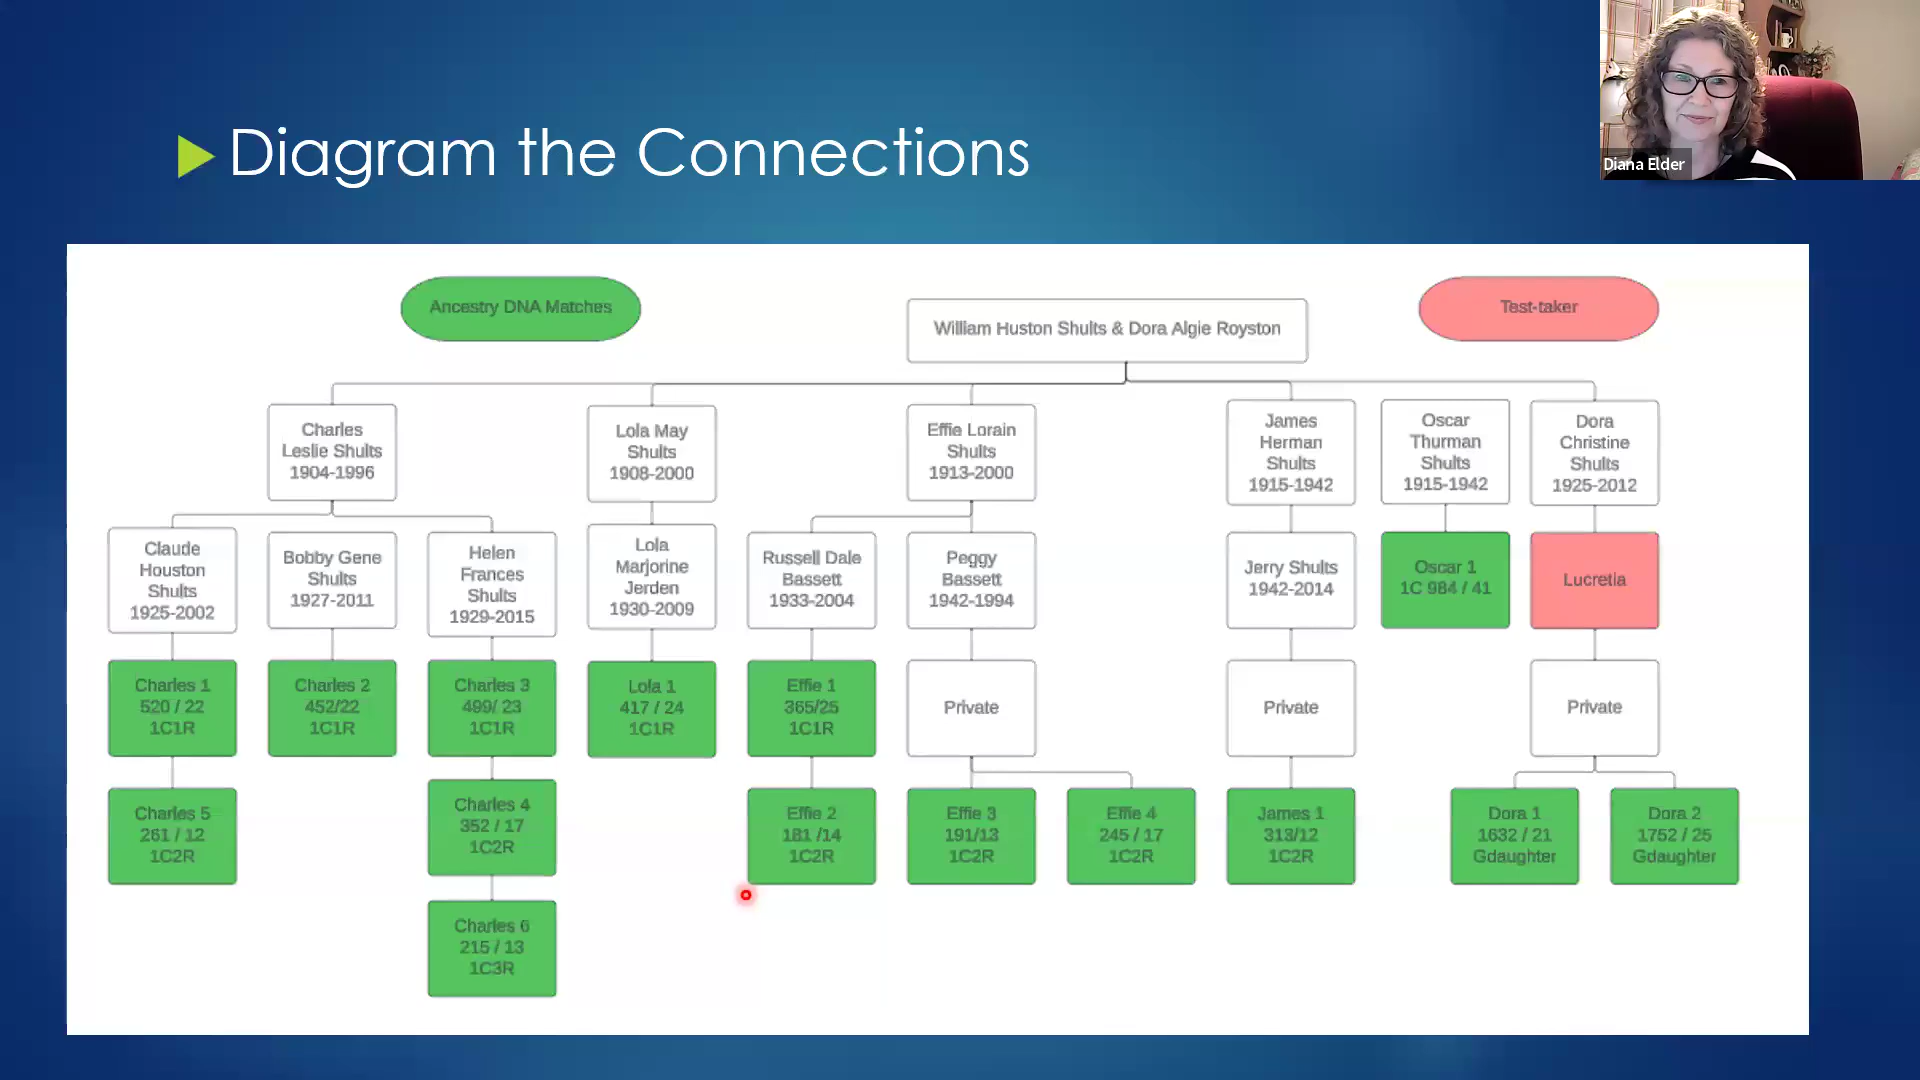 Diagram the Connections
Diana Elder
Ancestry DNA Matches
William Huston Shults & Dora Algie Royston
Test-taker
Charles
Leslie Shults
1904-1996
Lola May
Shults
1908-2000
Effie Lorain
Shults
1913-2000
James
Herman
Shults
1915-1942
Oscar
Thurman
Shults
1915-1942
Dora
Christine
Shults
1925-2012
Claude
Houston
Shults
1925-2002
Bobby Gene
Shults
1927-2011
Helen
Frances
Shults
1929-2015
Lola
Marjorine
Jerden
1930-2009
Russell Dale
Bassett
1933-2004
Peggy
Bassett
1942-1994
Jerry Shults
1942-2014
Oscar 1
1C 984 / 41
Lucretia
Charles 1
520 / 22
1C1R
Charles 2
452/22
1C1R
Charles 3
499/ 23
1C1R
Lola 1
417 / 24
1C1R
Effie 1
365/25
1C1R
Private
Private
Private
Charles 5
261 / 12
1C2R
Charles 4
352 / 17
1C2R
Effie 2
181 /14
1C2R
Effie 3
191/13
1C2R
Effie 4
245 / 17
1C2R
James 1
313/12
1C2R
Dora 1
1632 / 21
Gdaughter
Dora 2
1752 / 25
Gdaughter
Charles 6
215 / 13
1C3R